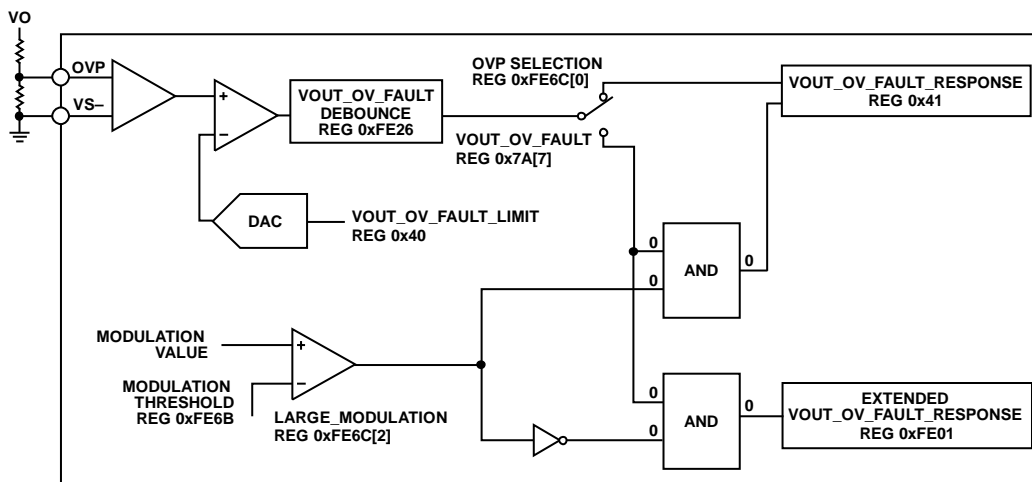 VO
OVP
VS–
+
–
VOUT_OV_FAULT
DEBOUNCE
REG 0xFE26
OVP SELECTION
REG 0xFE6C[0]
VOUT_OV_FAULT
REG 0x7A[7]
VOUT_OV_FAULT_RESPONSE
REG 0x41
DAC
VOUT_OV_FAULT_LIMIT
REG 0x40
0
0
AND
0
MODULATION
VALUE
+
–
MODULATION
THRESHOLD
REG 0xFE6B
LARGE_MODULATION
REG 0xFE6C[2]
0
0
AND
0
EXTENDED
VOUT_OV_FAULT_RESPONSE
REG 0xFE01